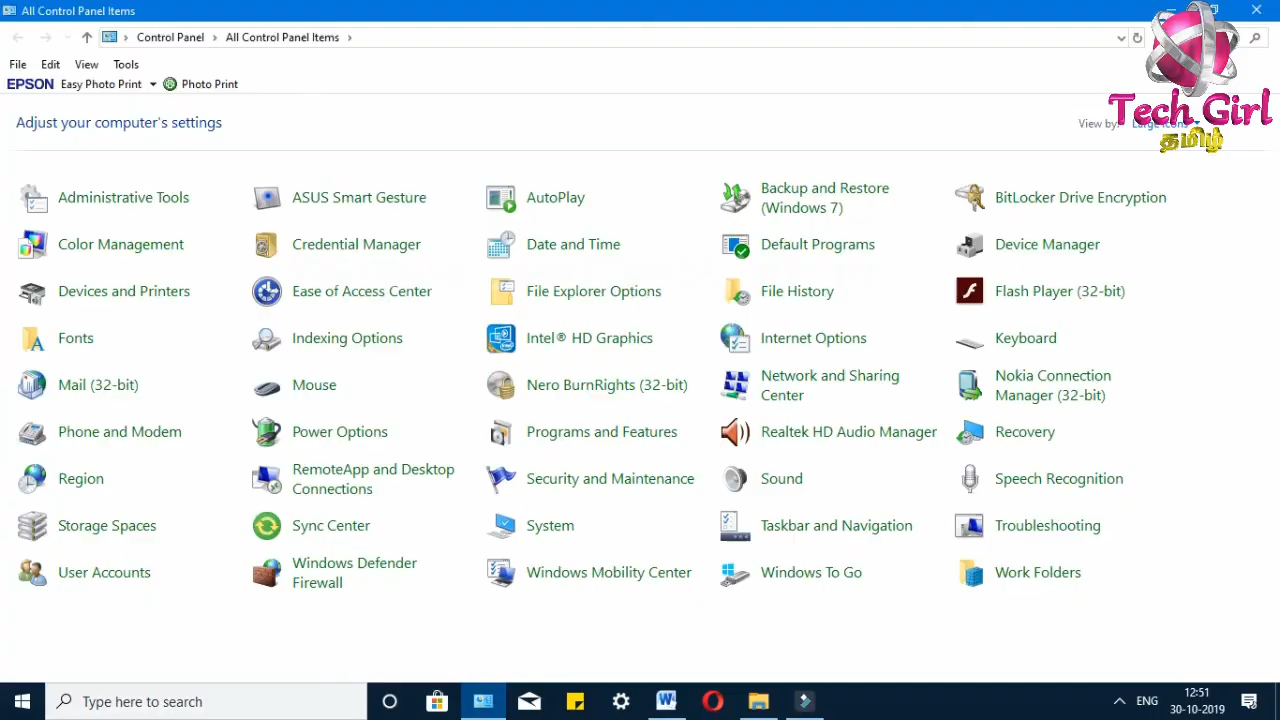 All Control Panel Items
Control Panel > All Control Panel Items >
File Edit View Tools
EPSON Easy Photo Print Photo Print
Tech Girl
தமிழ்
Adjust your computer's settings
View by: Large icons
Administrative Tools
ASUS Smart Gesture
AutoPlay
Backup and Restore
(Windows 7)
BitLocker Drive Encryption
Color Management
Credential Manager
Date and Time
Default Programs
Device Manager
Devices and Printers
Ease of Access Center
File Explorer Options
File History
Flash Player (32-bit)
Fonts
Indexing Options
Intel® HD Graphics
Internet Options
Keyboard
Mail (32-bit)
Mouse
Nero BurnRights (32-bit)
Network and Sharing
Center
Nokia Connection
Manager (32-bit)
Phone and Modem
Power Options
Programs and Features
Realtek HD Audio Manager
Recovery
Region
RemoteApp and Desktop
Connections
Security and Maintenance
Sound
Speech Recognition
Storage Spaces
Sync Center
System
Taskbar and Navigation
Troubleshooting
User Accounts
Windows Defender
Firewall
Windows Mobility Center
Windows To Go
Work Folders
Type here to search
ENG
12:51
30-10-2019